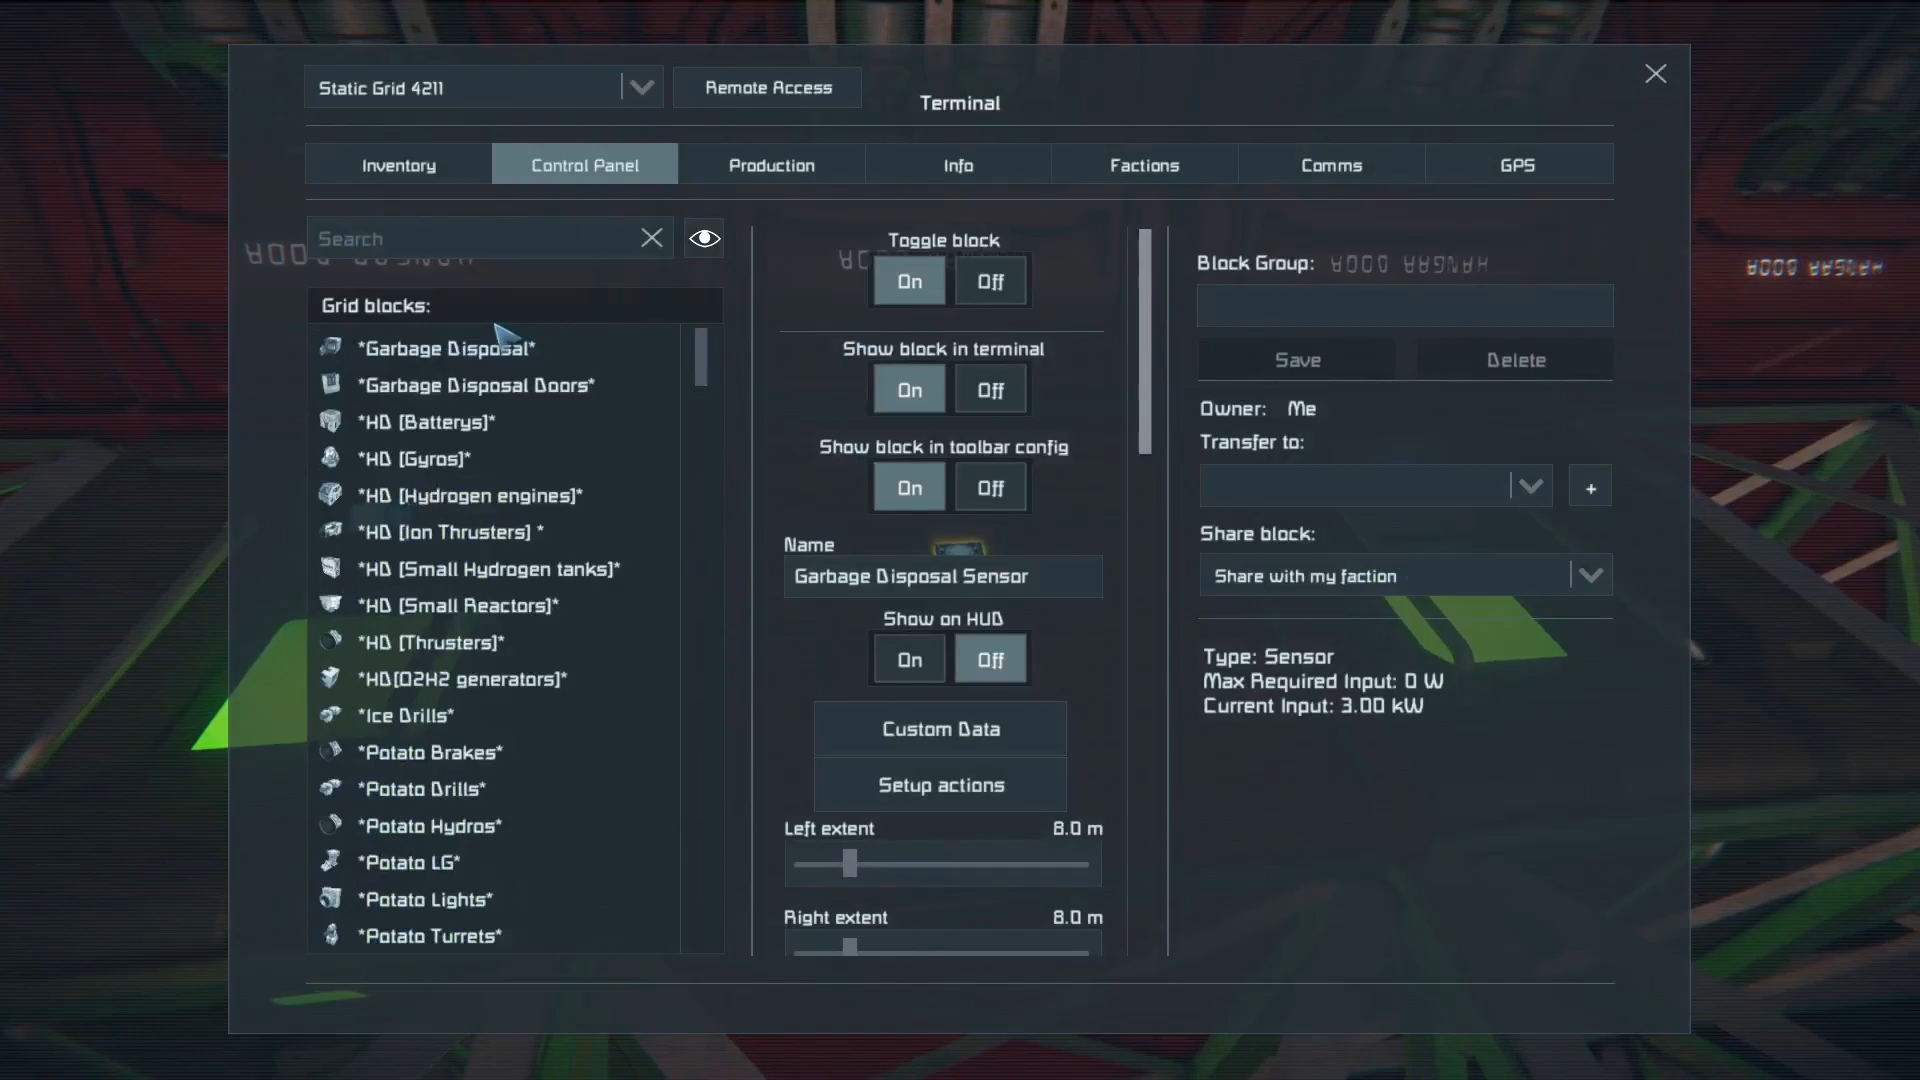 Static Grid 4211
Remote Access
Terminal
Inventory
Control Panel
Production
Info
Factions
Comms
GPS
Search
Grid blocks:
*Garbage Disposal*
*Garbage Disposal Doors*
*HD [Batterys]*
*HD [Gyros]*
*HD [Hydrogen engines]*
*HD [Ion Thrusters] *
*HD [Small Hydrogen tanks]*
*HD [Small Reactors]*
*HD [Thrusters]*
*HD[O2H2 generators]*
*Ice Drills*
*Potato Brakes*
*Potato Drills*
*Potato Hydros*
*Potato LG*
*Potato Lights*
*Potato Turrets*
Toggle block
On Off
Show block in terminal
On Off
Show block in toolbar config
On Off
Name
Garbage Disposal Sensor
Show on HUD
On Off
Custom Data
Setup actions
Left extent 8.0 m
Right extent 8.0 m
Block Group:
Save Delete
Owner: Me
Transfer to:
+
Share block:
Share with my faction
Type: Sensor
Max Required Input: 0 W
Current Input: 3.00 kW